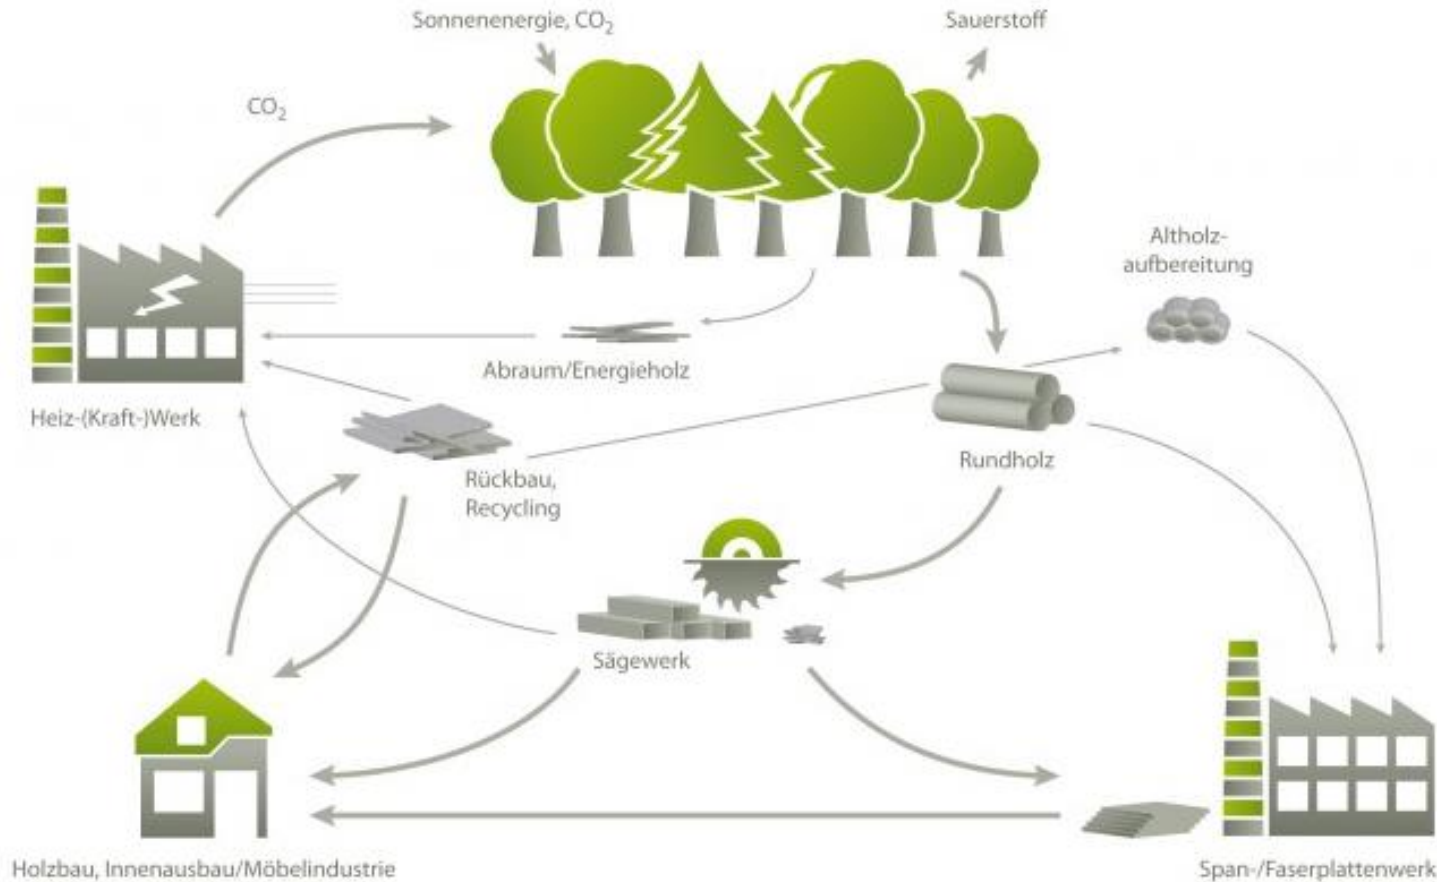 Sonnenenergie, CO₂
Sauerstoff
CO₂
Altholz-
aufbereitung
Abraum/Energieholz
Heiz-(Kraft-)Werk
Rundholz
Rückbau,
Recycling
Sägewerk
Holzbau, Innenausbau/Möbelindustrie
Span-/Faserplattenwerk